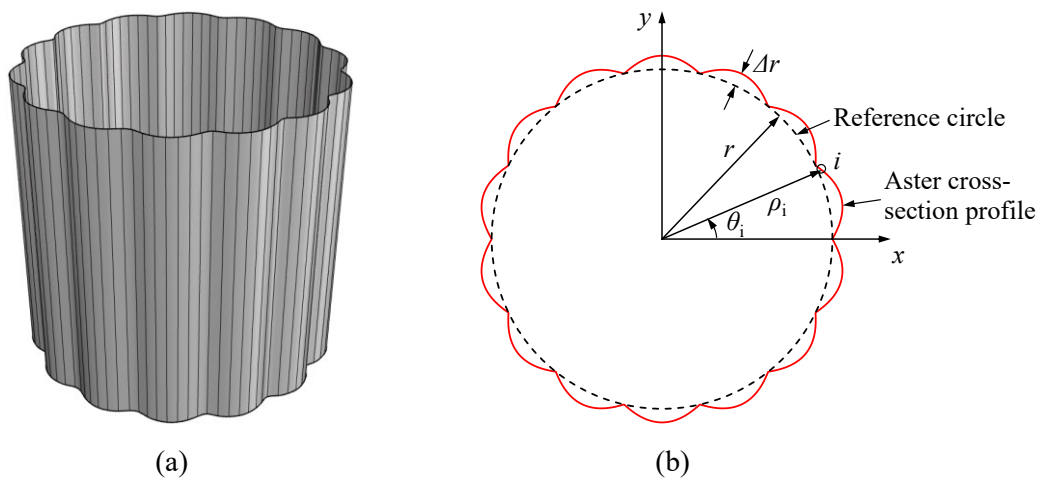 y
Δr
Reference circle
r
i
Aster cross-
section profile
ρi
θi
x
(a)
(b)